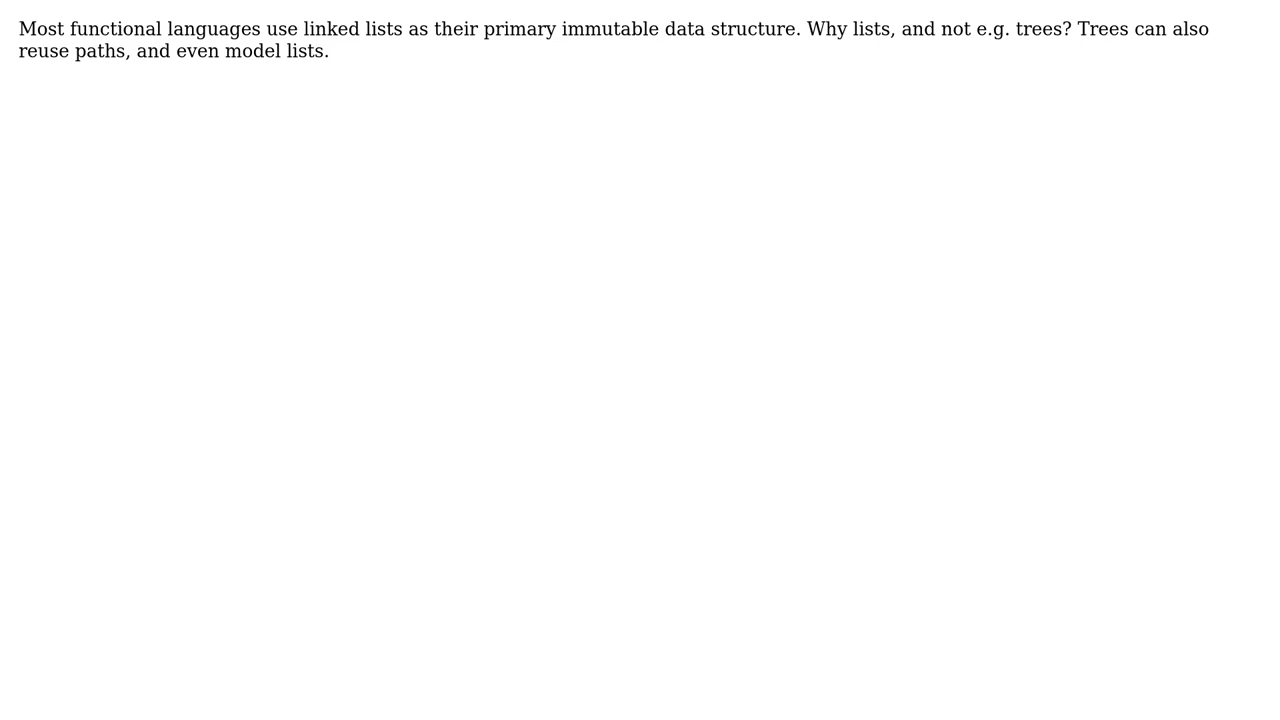 Most functional languages use linked lists as their primary immutable data structure. Why lists, and not e.g. trees? Trees can also
reuse paths, and even model lists.